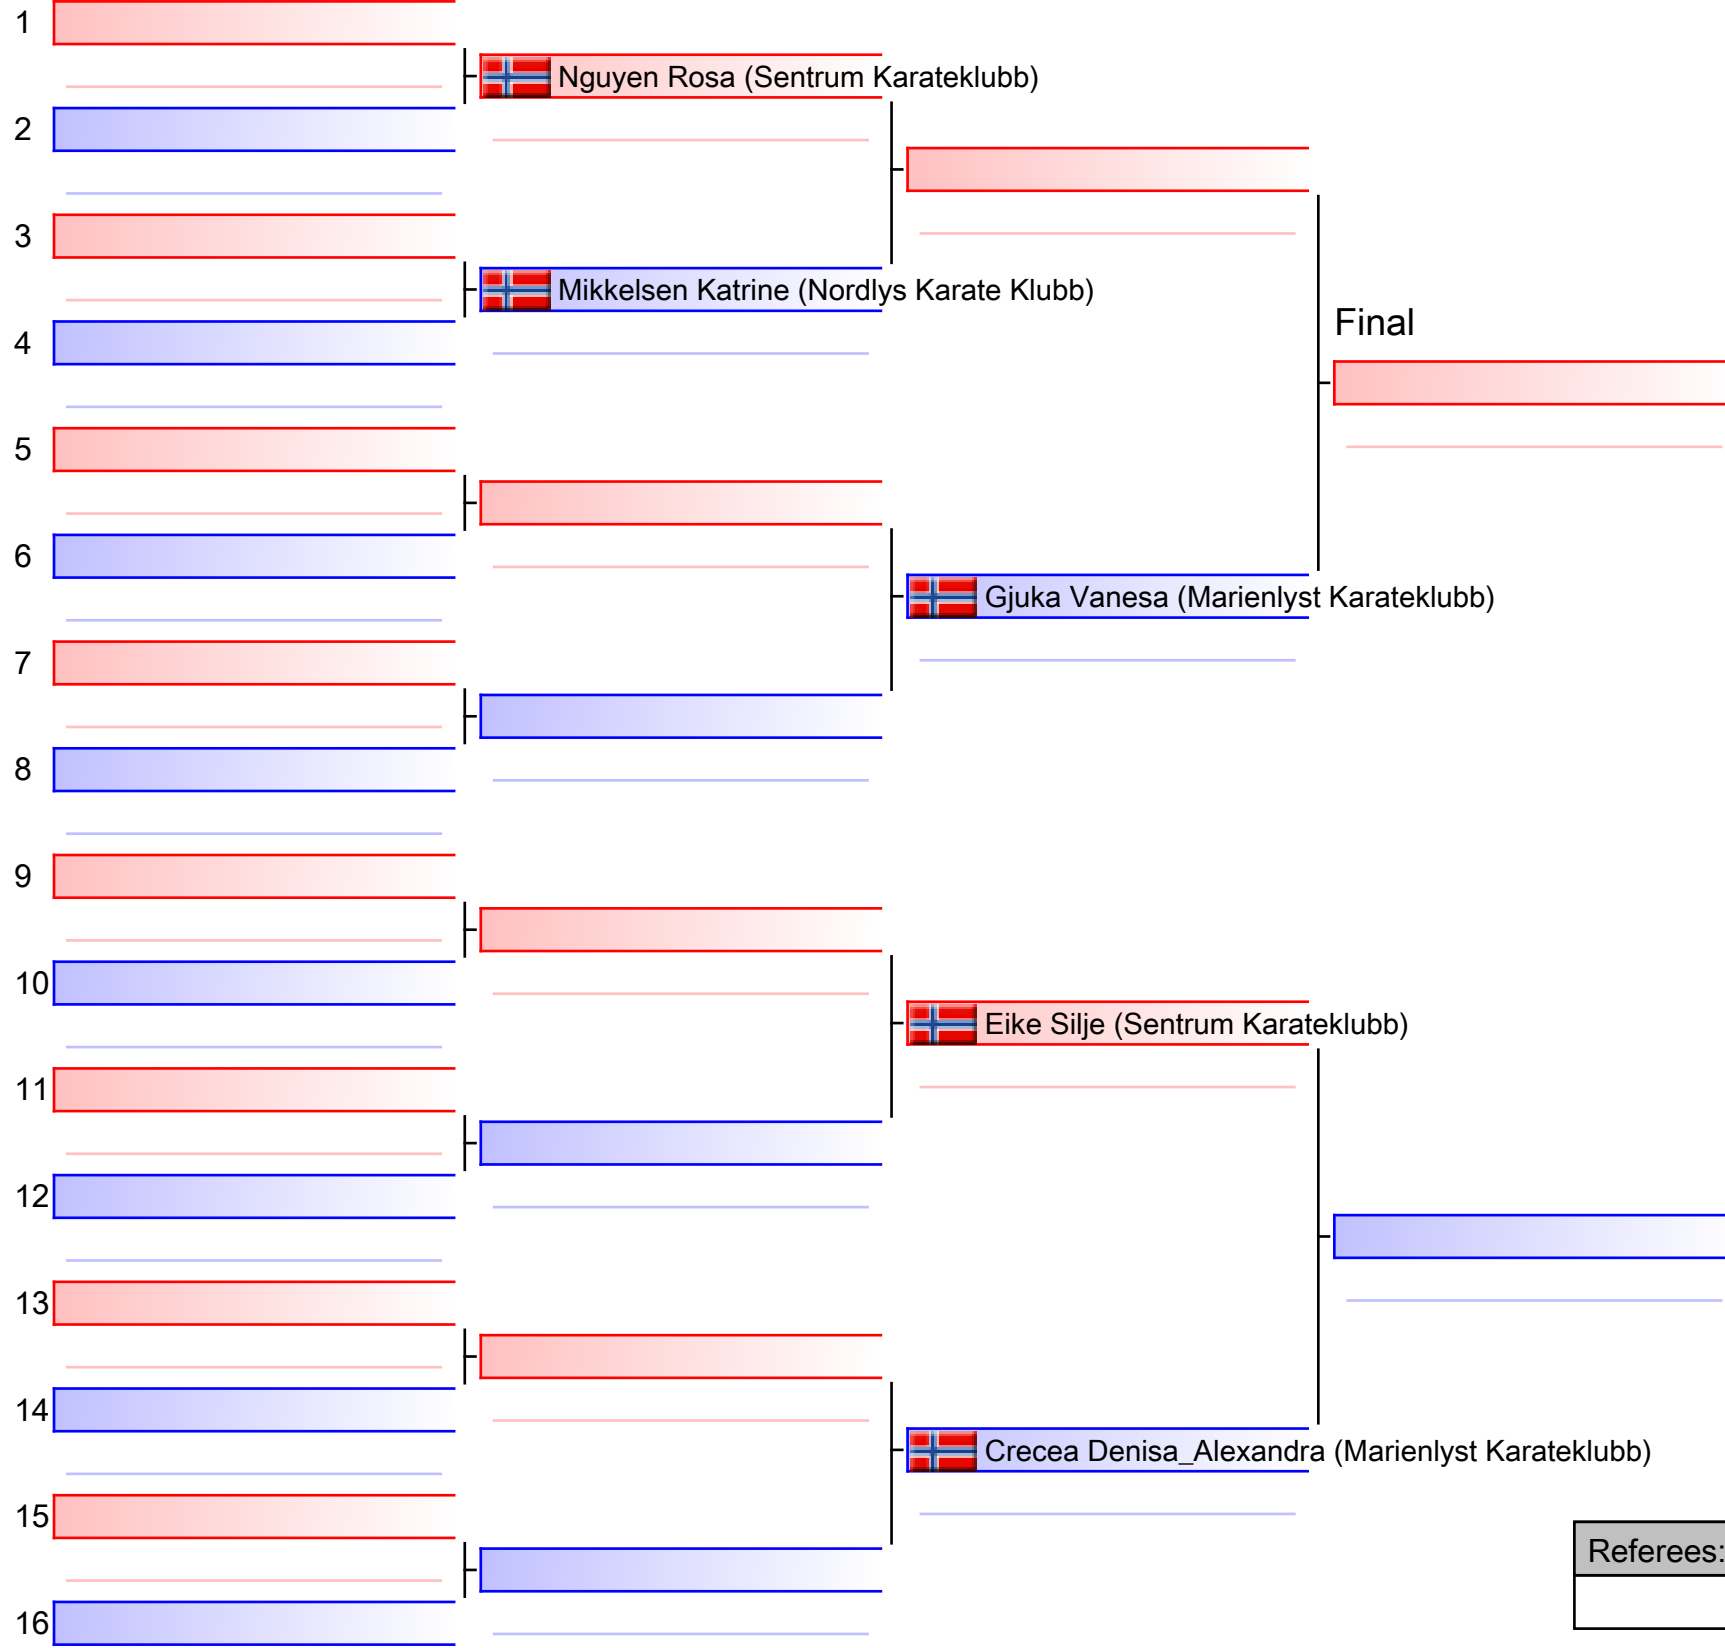 1
Nguyen Rosa (Sentrum Karateklubb)
2
3
Mikkelsen Katrine (Nordlys Karate Klubb)
4
Final
5
6
Gjuka Vanesa (Marienlyst Karateklubb)
7
8
9
10
Eike Silje (Sentrum Karateklubb)
11
12
13
14
Crecea Denisa_Alexandra (Marienlyst Karateklubb)
15
Referees:
16